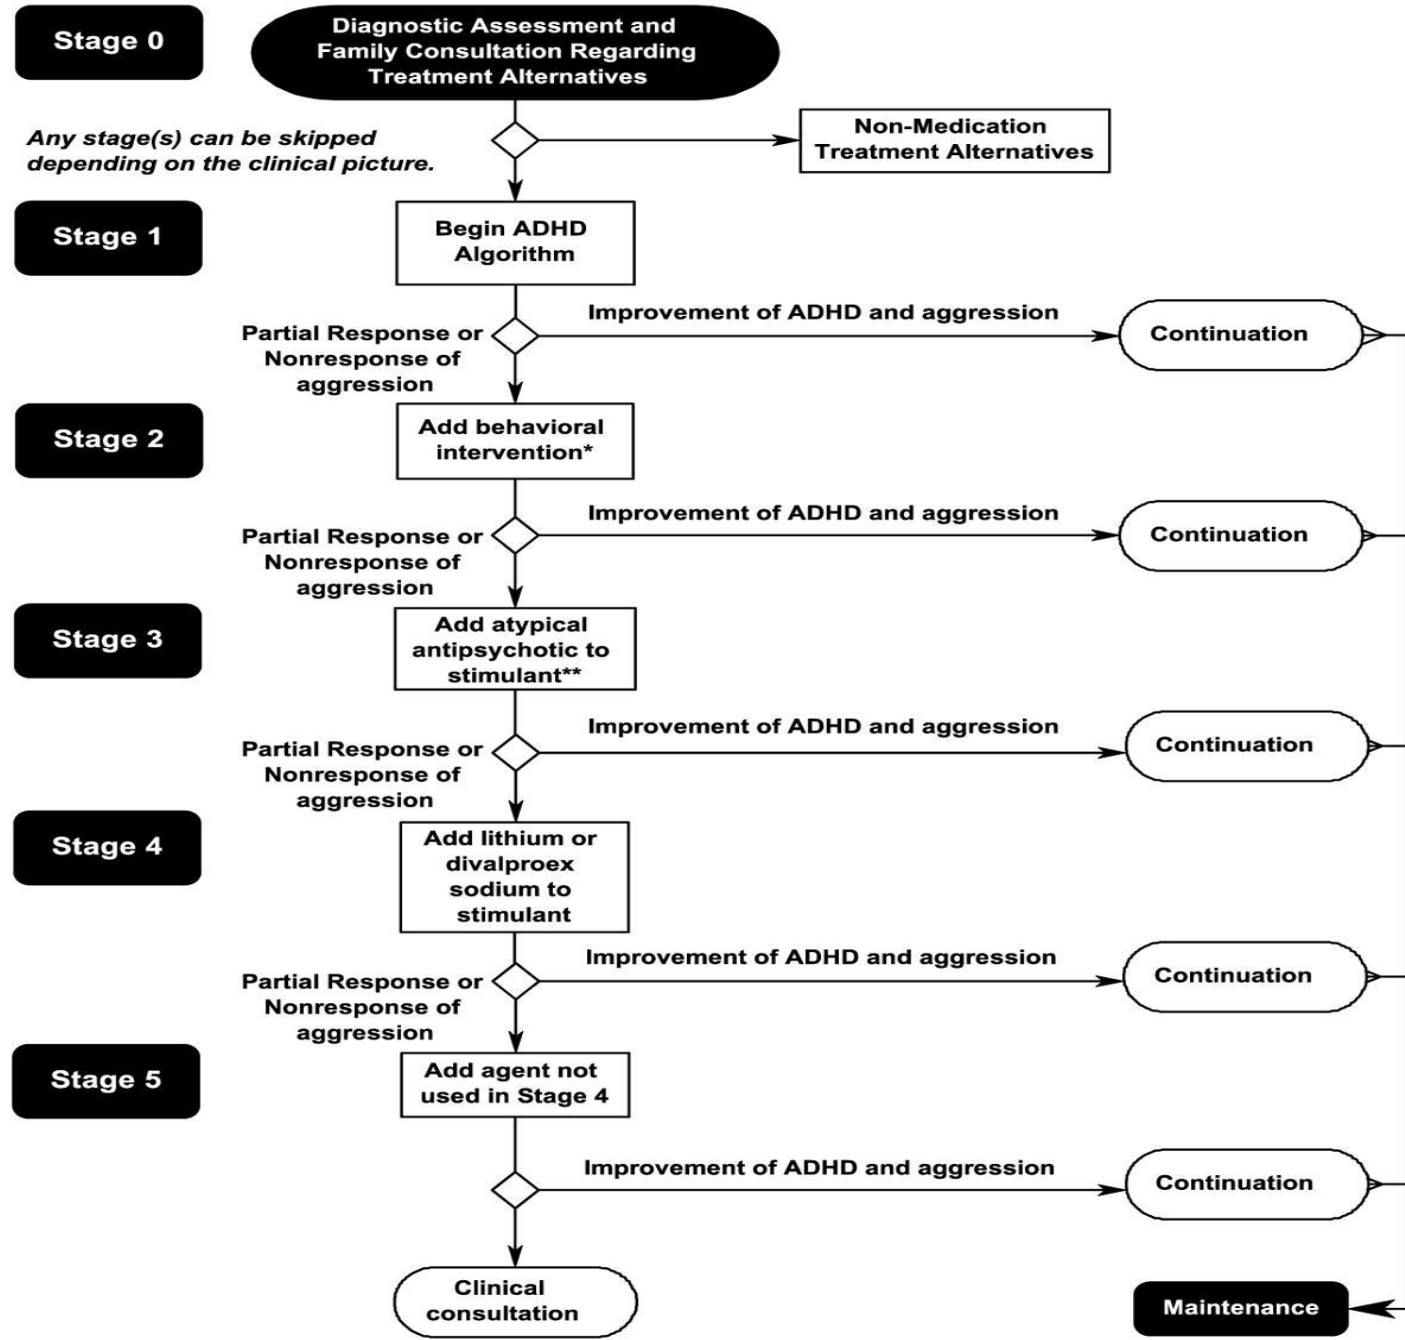 Stage 0
Diagnostic Assessment and
Family Consultation Regarding
Treatment Alternatives
Any stage(s) can be skipped
depending on the clinical picture.
Non-Medication
Treatment Alternatives
Stage 1
Begin ADHD
Algorithm
Partial Response or
Nonresponse of
aggression
Improvement of ADHD and aggression
Continuation
Stage 2
Add behavioral
intervention*
Partial Response or
Nonresponse of
aggression
Improvement of ADHD and aggression
Continuation
Stage 3
Add atypical
antipsychotic to
stimulant**
Partial Response or
Nonresponse of
aggression
Improvement of ADHD and aggression
Continuation
Stage 4
Add lithium or
divalproex
sodium to
stimulant
Partial Response or
Nonresponse of
aggression
Improvement of ADHD and aggression
Continuation
Stage 5
Add agent not
used in Stage 4
Improvement of ADHD and aggression
Continuation
Clinical
consultation
Maintenance